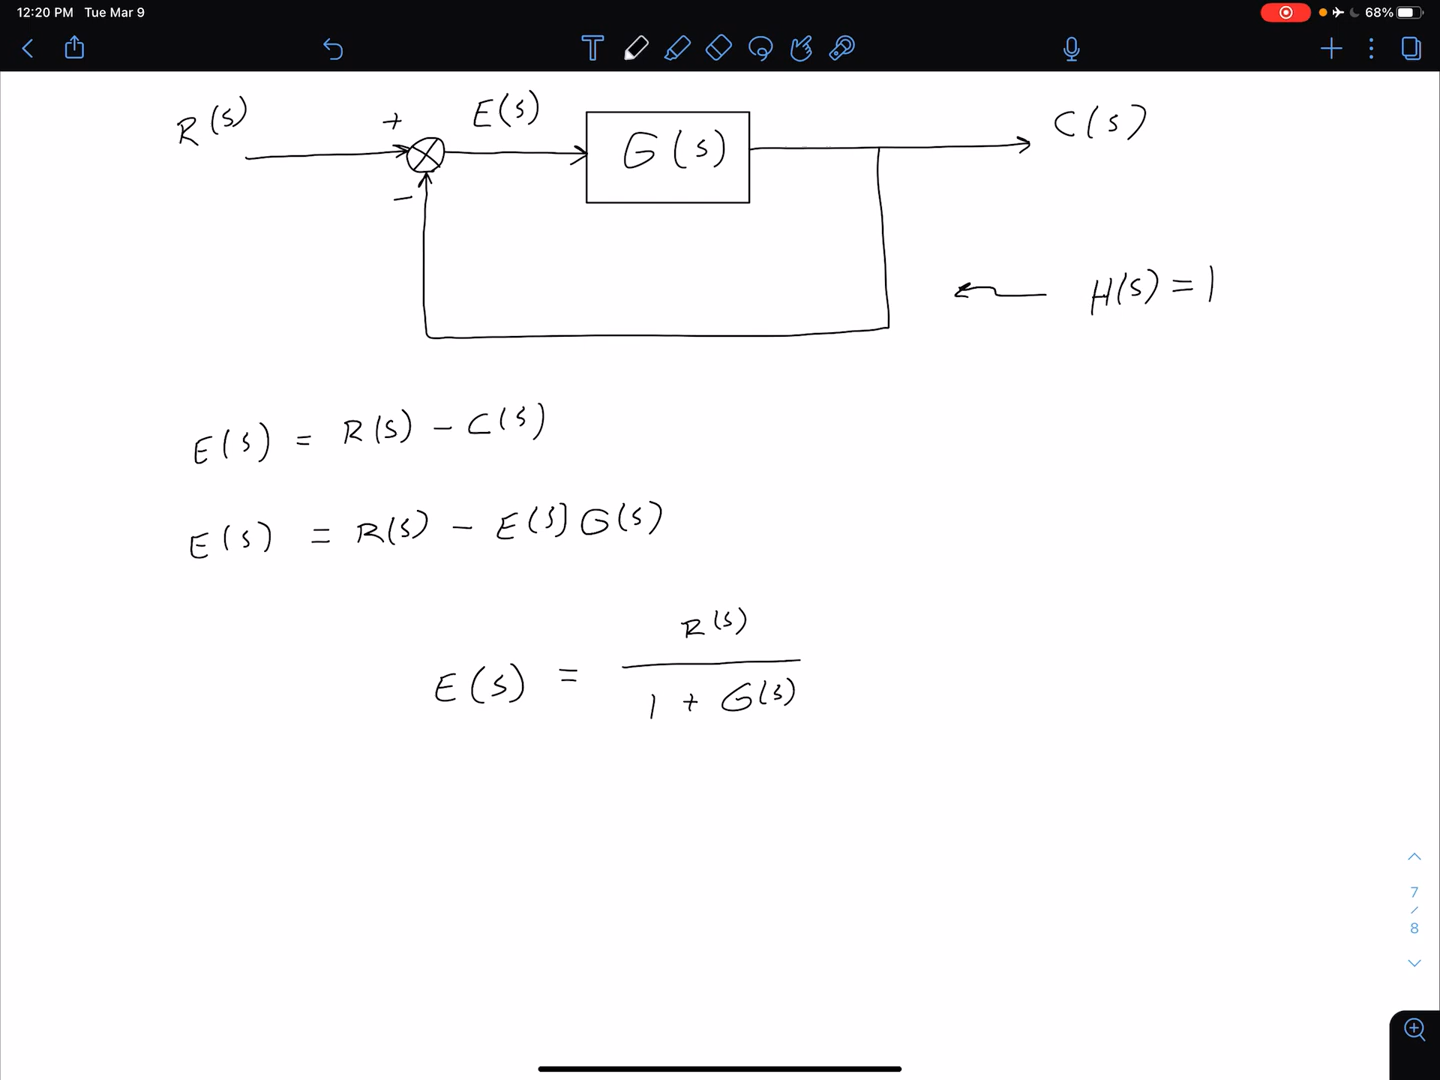 12:20 PM Tue Mar 9 68%
T
R(s) + E(s) G(s) C(s)
-
H(s) = 1
E(s) = R(s) - C(s)
E(s) = R(s) - E(s) G(s)
R(s)
E(s) =
1 + G(s)
7
/
8